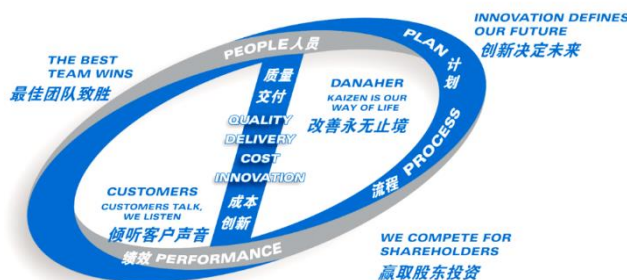 INNOVATION DEFINES
OUR FUTURE
创新决定未来
THE BEST
TEAM WINS
最佳团队致胜
PEOPLE人员
PLAN 计划
质量
交付
QUALITY
DELIVERY
COST
INNOVATION
成本
创新
DANAHER
KAIZEN IS OUR
WAY OF LIFE
改善永无止境
流程 PROCESS
CUSTOMERS
CUSTOMERS TALK,
WE LISTEN
倾听客户声音
绩效 PERFORMANCE
WE COMPETE FOR
SHAREHOLDERS
赢取股东投资